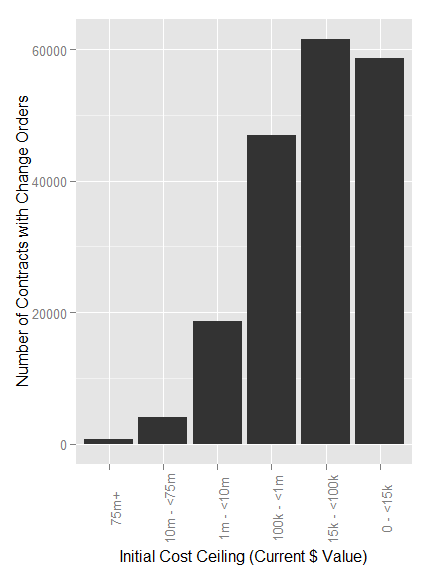 Number of Contracts with Change Orders
60000
40000
20000
0
75m+
10m - <75m
1m - <10m
100k - <1m
15k - <100k
0 - <15k
Initial Cost Ceiling (Current $ Value)